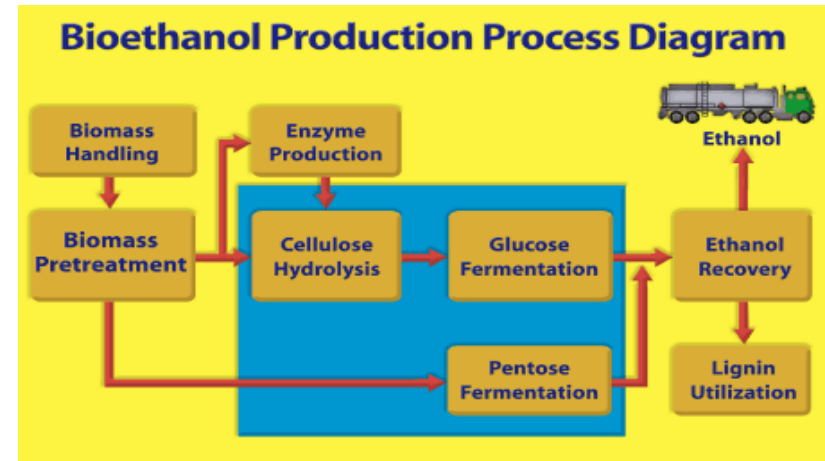 Bioethanol Production Process Diagram
Biomass
Handling
Enzyme
Production
Ethanol
Biomass
Pretreatment
Cellulose
Hydrolysis
Glucose
Fermentation
Ethanol
Recovery
Pentose
Fermentation
Lignin
Utilization